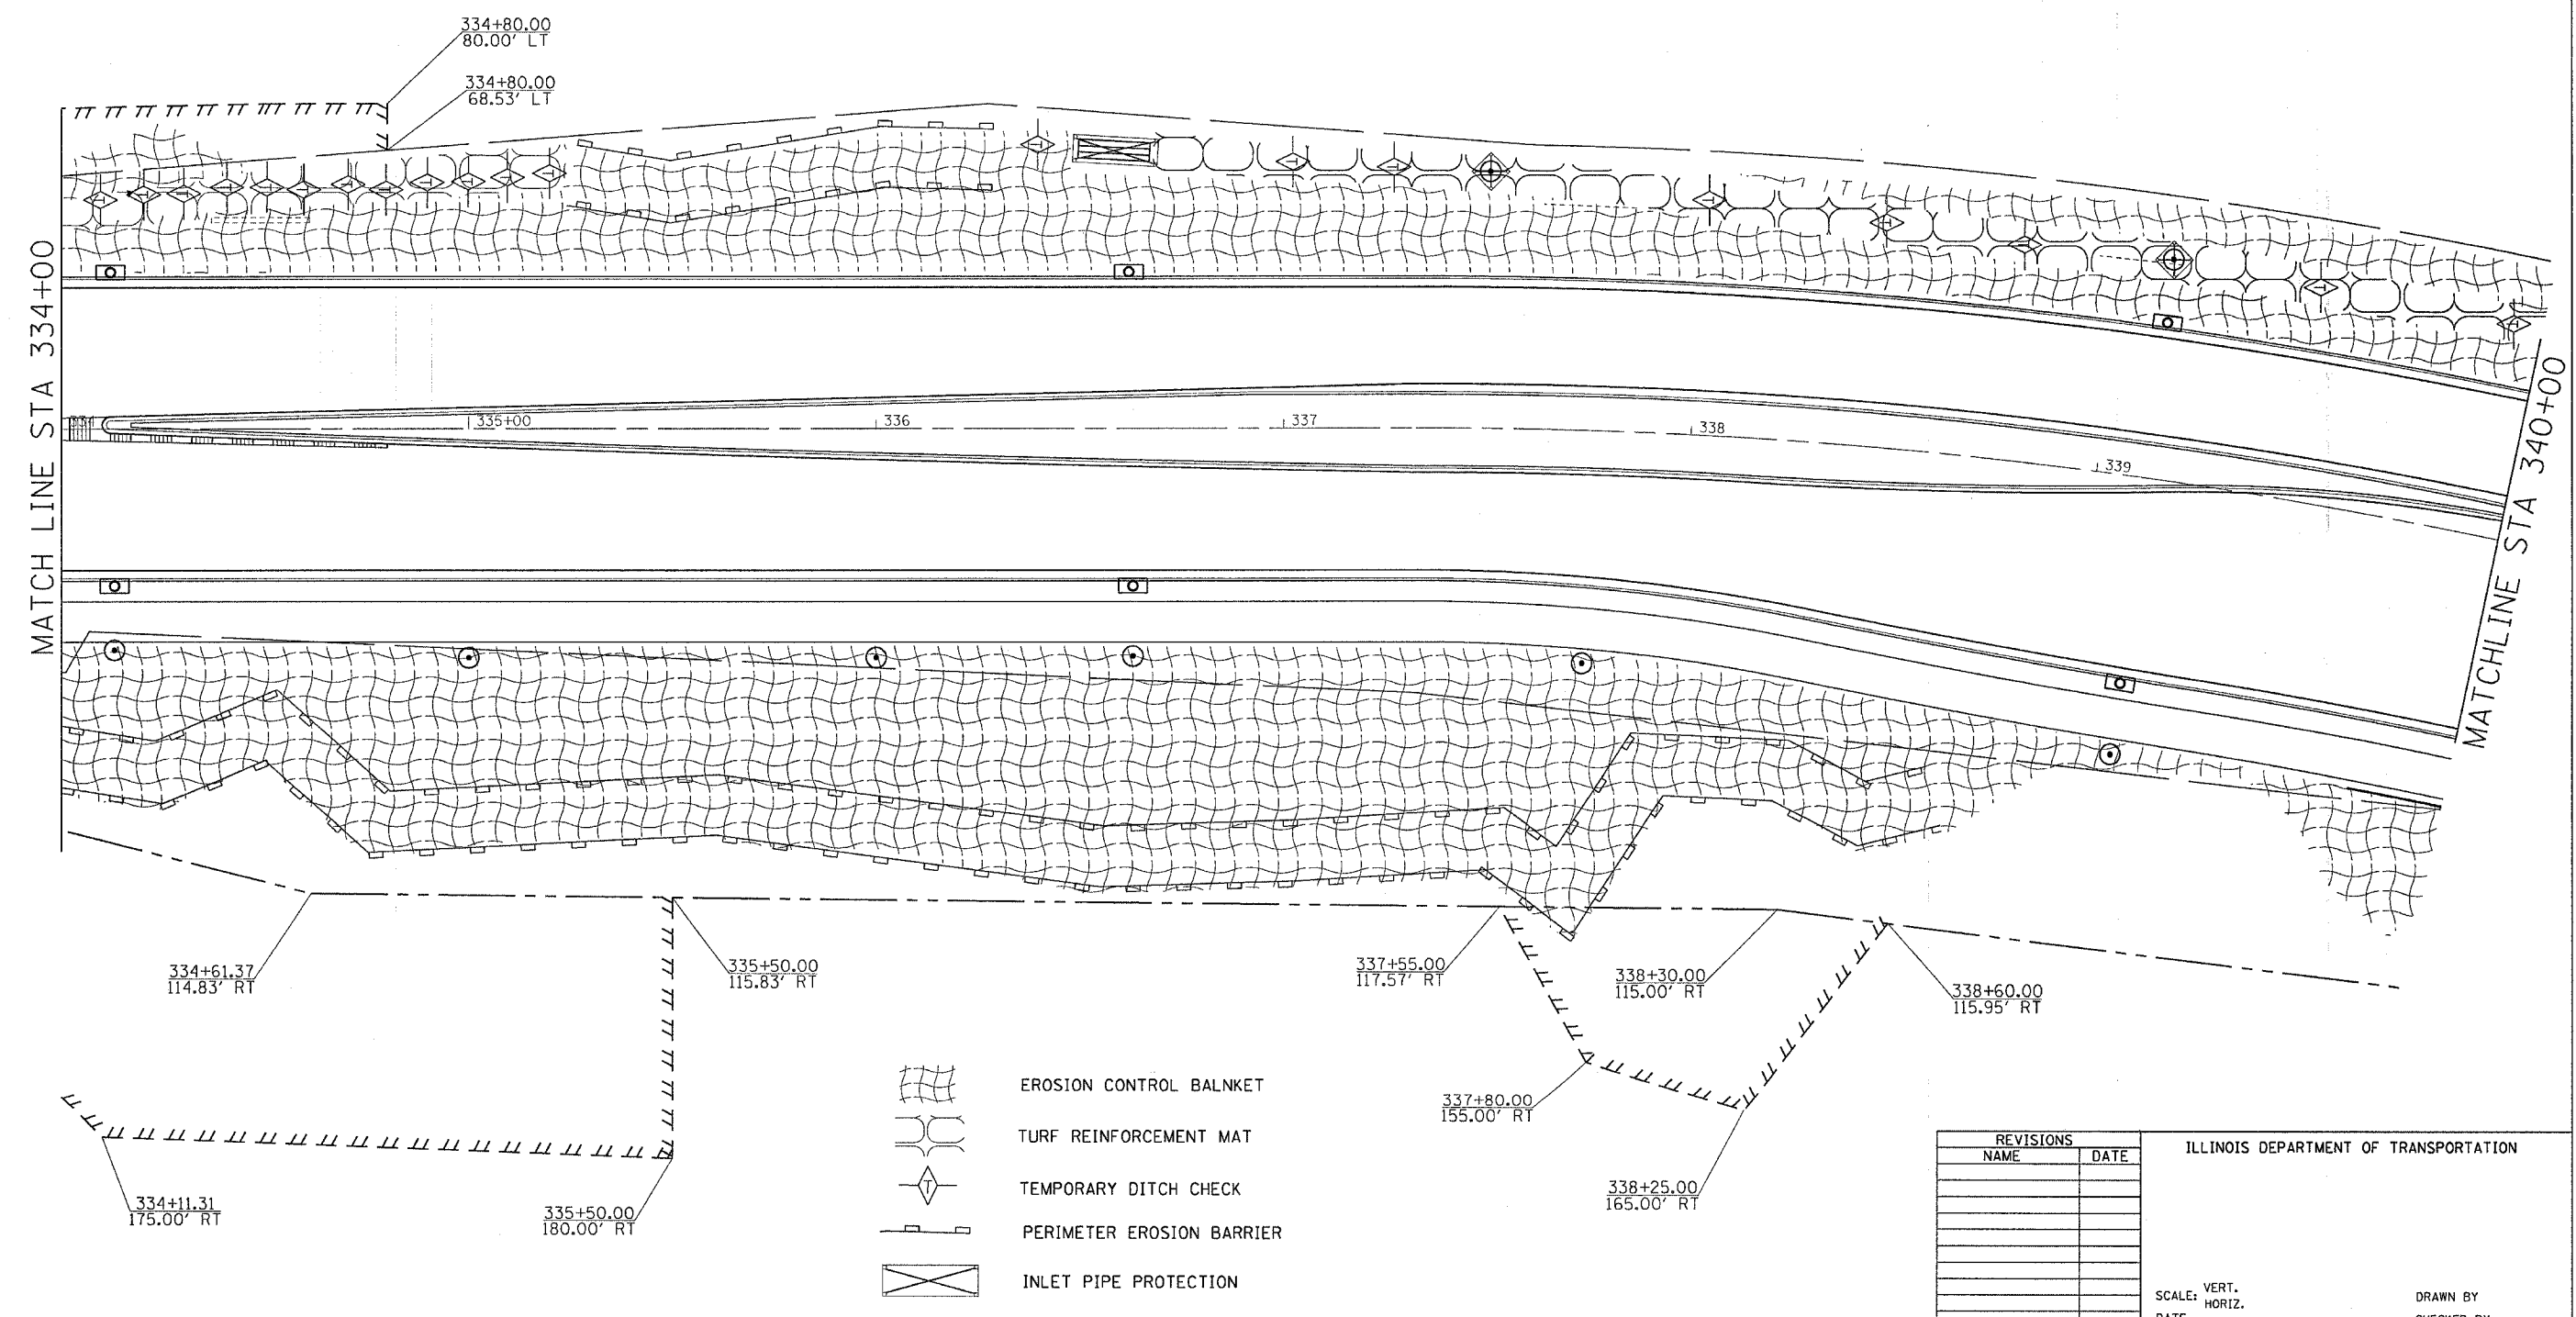 334+80.00
80.00' LT
334+80.00
68.53' LT
MATCH LINE STA 334+00
334
335+00
336
337
338
339
MATCHLINE STA 340+00
334+61.37
114.83' RT
335+50.00
115.83' RT
337+55.00
117.57' RT
338+30.00
115.00' RT
338+60.00
115.95' RT
337+80.00
155.00' RT
338+25.00
165.00' RT
334+11.31
175.00' RT
335+50.00
180.00' RT
EROSION CONTROL BALNKET
TURF REINFORCEMENT MAT
T TEMPORARY DITCH CHECK
PERIMETER EROSION BARRIER
INLET PIPE PROTECTION
REVISIONS
NAME DATE
ILLINOIS DEPARTMENT OF TRANSPORTATION
SCALE: VERT.
HORIZ.
DRAWN BY